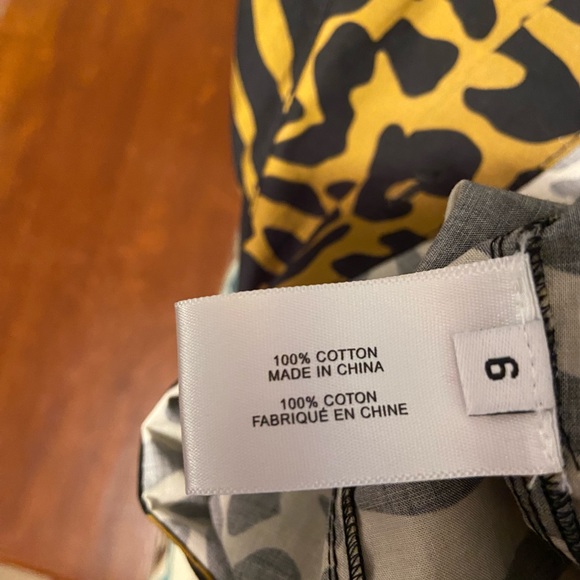 100% COTTON
MADE IN CHINA
100% COTON
FABRIQUÉ EN CHINE
6